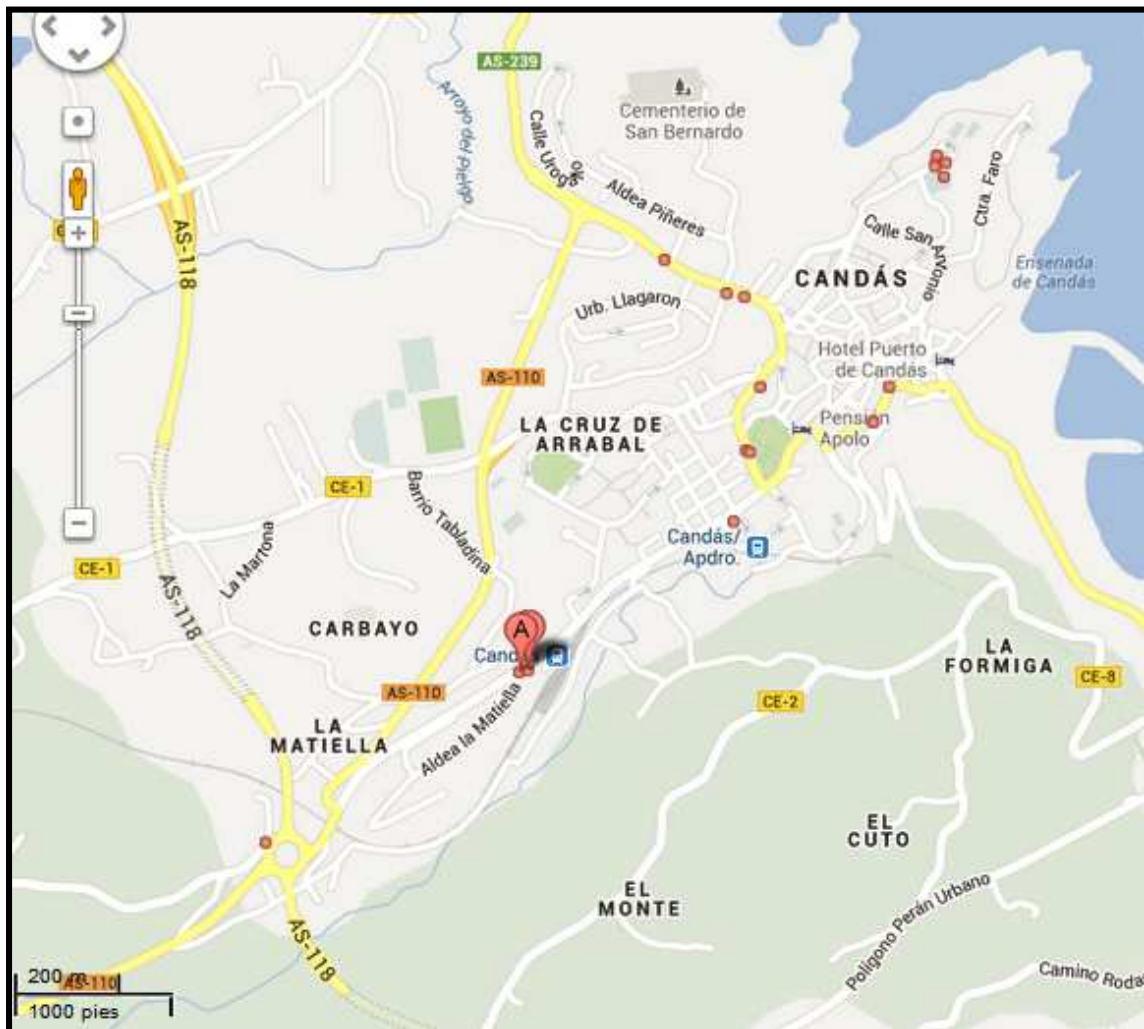 AS-239
Cementerio de
San Bernardo
Arroyo del Pielgo
Calle Urogallo
Aldea Piñeres
Ctra. Faro
Calle San Antonio
AS-118
CANDÁS
Ensenada
de Candás
Urb. Llagaron
Hotel Puerto
de Candás
AS-110
LA CRUZ DE
ARRABAL
Pensión
Apolo
CE-1
Barrio Tabladina
La Martona
Candás/
Apdro.
CE-1
AS-118
CARBAYO
A
LA
FORMIGA
CE-8
AS-110
CE-2
LA
MATIELLA
Aldea la Matiella
EL
CUTO
EL
MONTE
Polígono Perán Urbano
AS-118
Camino Roda
200 m
AS-110
1000 pies